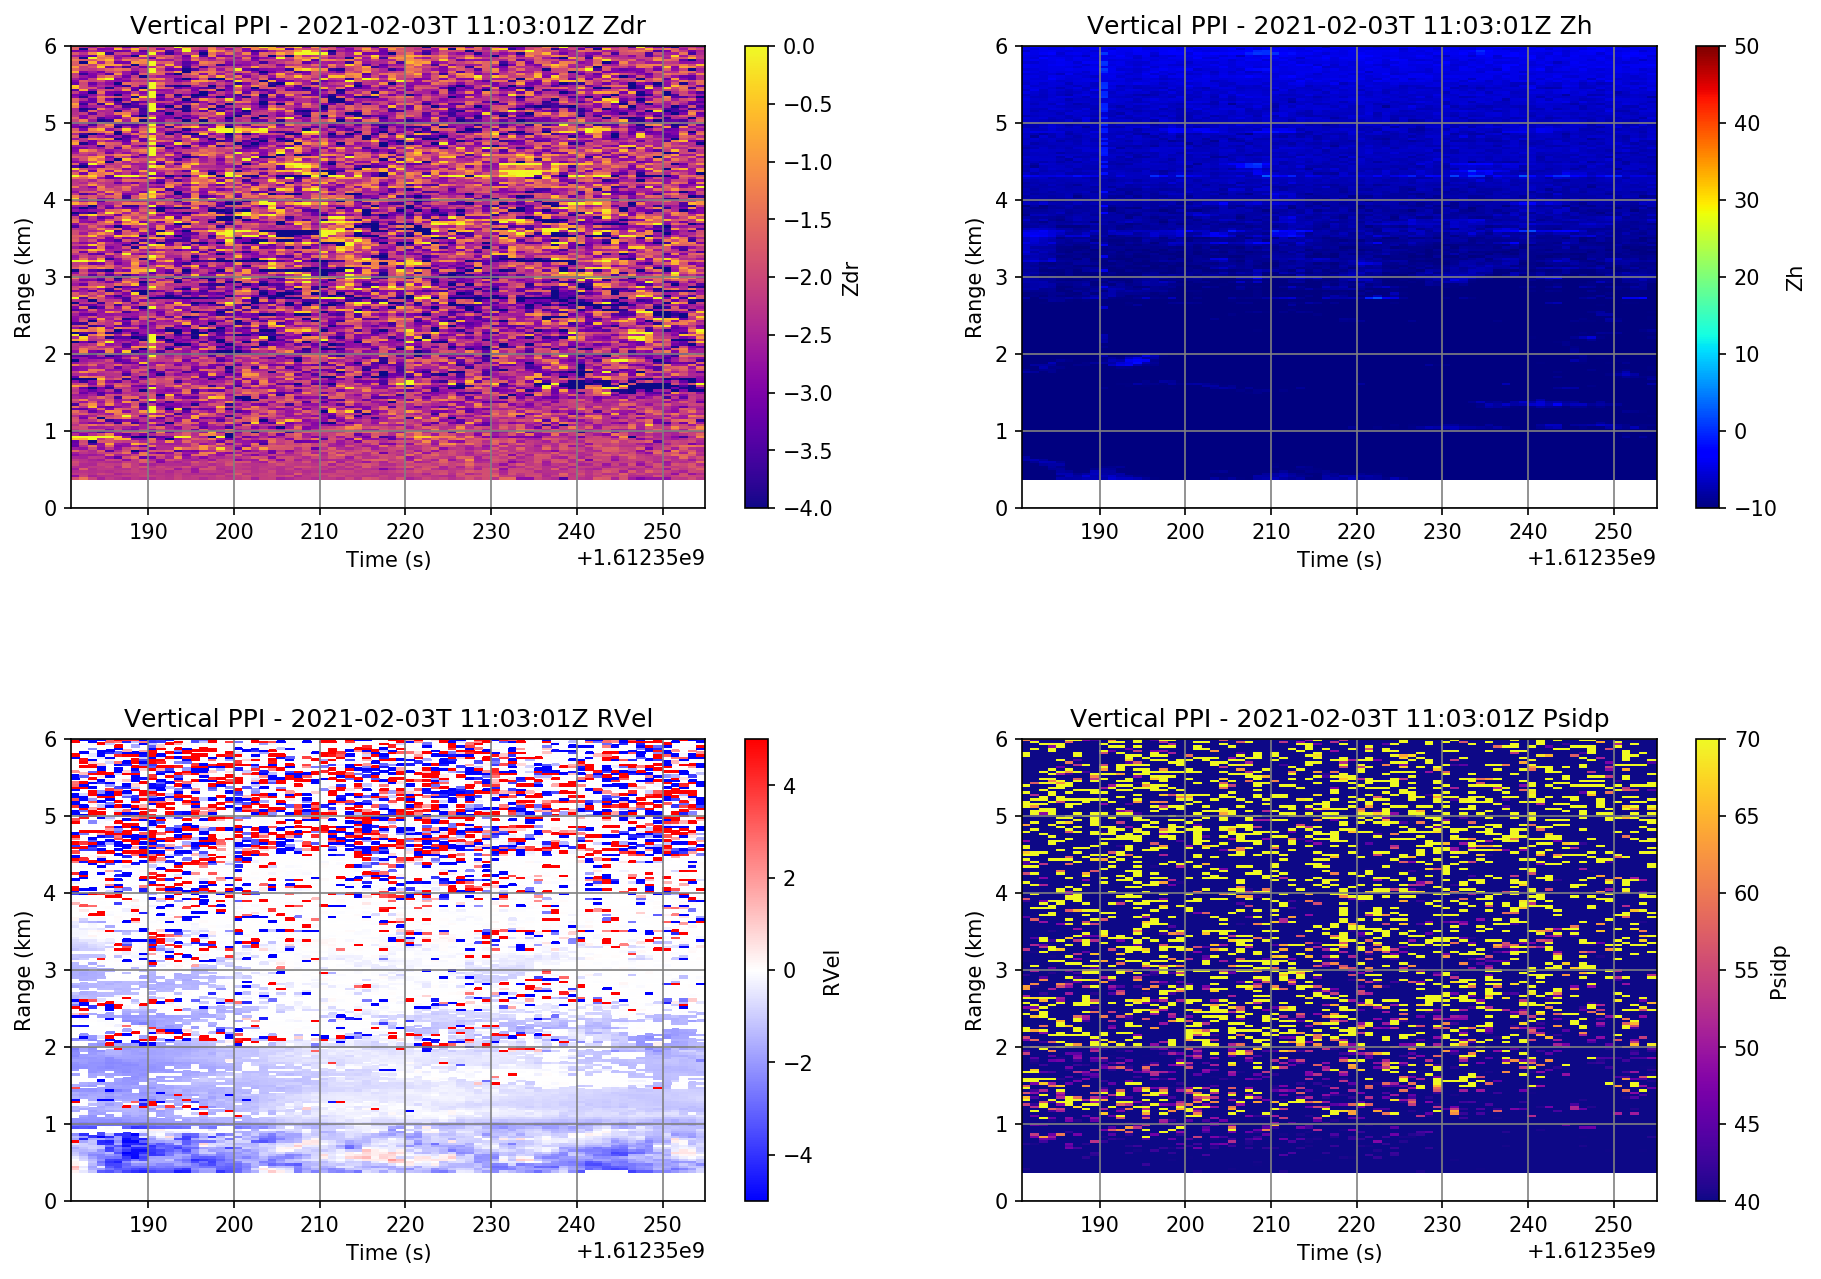 Vertical PPI - 2021-02-03T 11:03:01Z Zdr
6
5
4
3
2
1
0
Range (km)
190 200 210 220 230 240 250
Time (s)
+1.61235e9
0.0
−0.5
−1.0
−1.5
−2.0
−2.5
−3.0
−3.5
−4.0
Zdr
Vertical PPI - 2021-02-03T 11:03:01Z Zh
6
5
4
3
2
1
0
Range (km)
190 200 210 220 230 240 250
Time (s)
+1.61235e9
50
40
30
20
10
0
−10
Zh
Vertical PPI - 2021-02-03T 11:03:01Z RVel
6
5
4
3
2
1
0
Range (km)
190 200 210 220 230 240 250
Time (s)
+1.61235e9
4
2
0
−2
−4
RVel
Vertical PPI - 2021-02-03T 11:03:01Z Psidp
6
5
4
3
2
1
0
Range (km)
190 200 210 220 230 240 250
Time (s)
+1.61235e9
70
65
60
55
50
45
40
Psidp